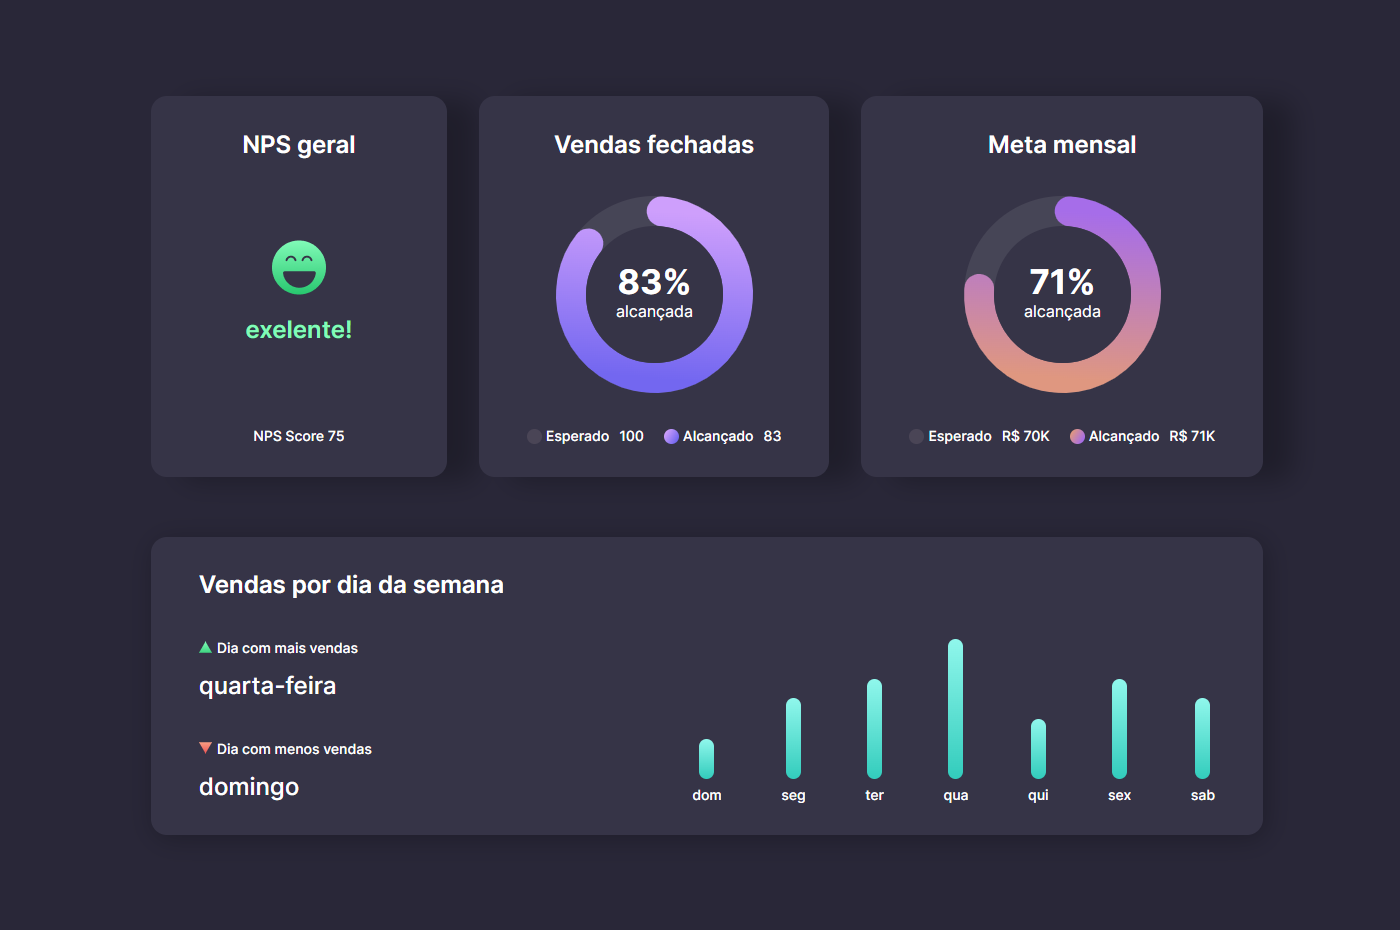 NPS geral
exelente!
NPS Score 75
Vendas fechadas
83%
alcançada
Esperado 100 Alcançado 83
Meta mensal
71%
alcançada
Esperado R$ 70K Alcançado R$ 71K
Vendas por dia da semana
Dia com mais vendas
quarta-feira
Dia com menos vendas
domingo
dom seg ter qua qui sex sab